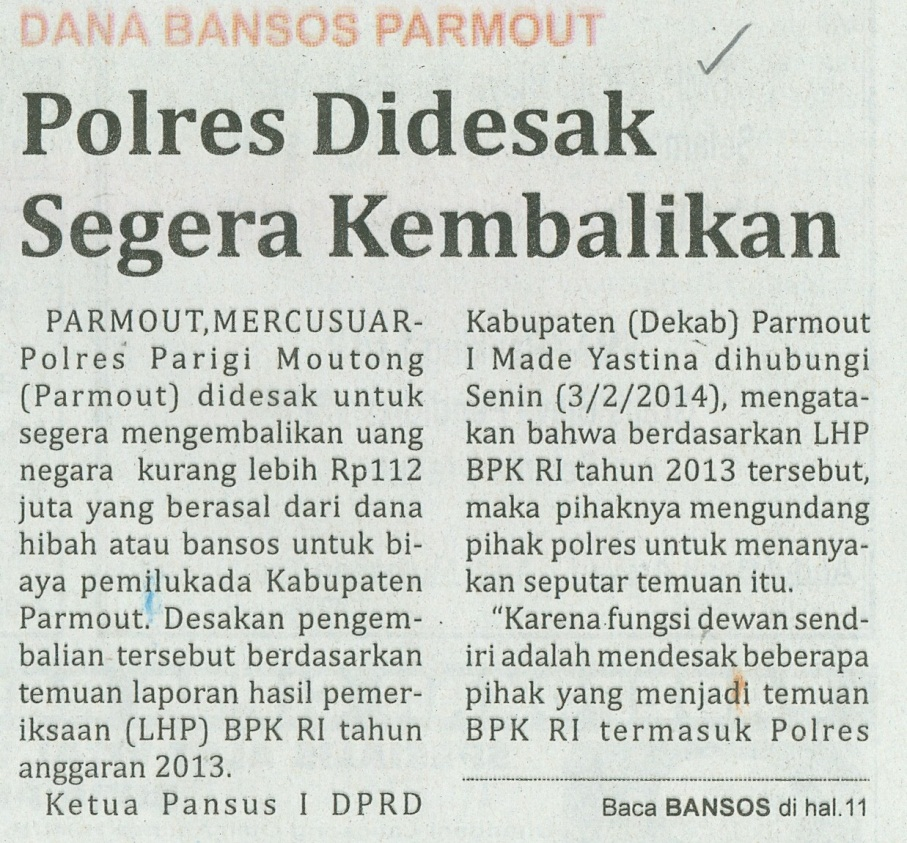 DANA BANSOS PARMOUT
Polres Didesak
Segera Kembalikan
PARMOUT,MERCUSUAR-
Polres Parigi Moutong
(Parmout) didesak untuk
segera mengembalikan uang
negara kurang lebih Rp112
juta yang berasal dari dana
hibah atau bansos untuk bi-
aya pemilukada Kabupaten
Parmout. Desakan pengem-
balian tersebut berdasarkan
temuan laporan hasil pemer-
iksaan (LHP) BPK RI tahun
anggaran 2013.
Ketua Pansus I DPRD
Kabupaten (Dekab) Parmout
I Made Yastina dihubungi
Senin (3/2/2014), mengata-
kan bahwa berdasarkan LHP
BPK RI tahun 2013 tersebut,
maka pihaknya mengundang
pihak polres untuk menanya-
kan seputar temuan itu.
“Karena fungsi dewan send-
iri adalah mendesak beberapa
pihak yang menjadi temuan
BPK RI termasuk Polres
Baca BANSOS di hal.11